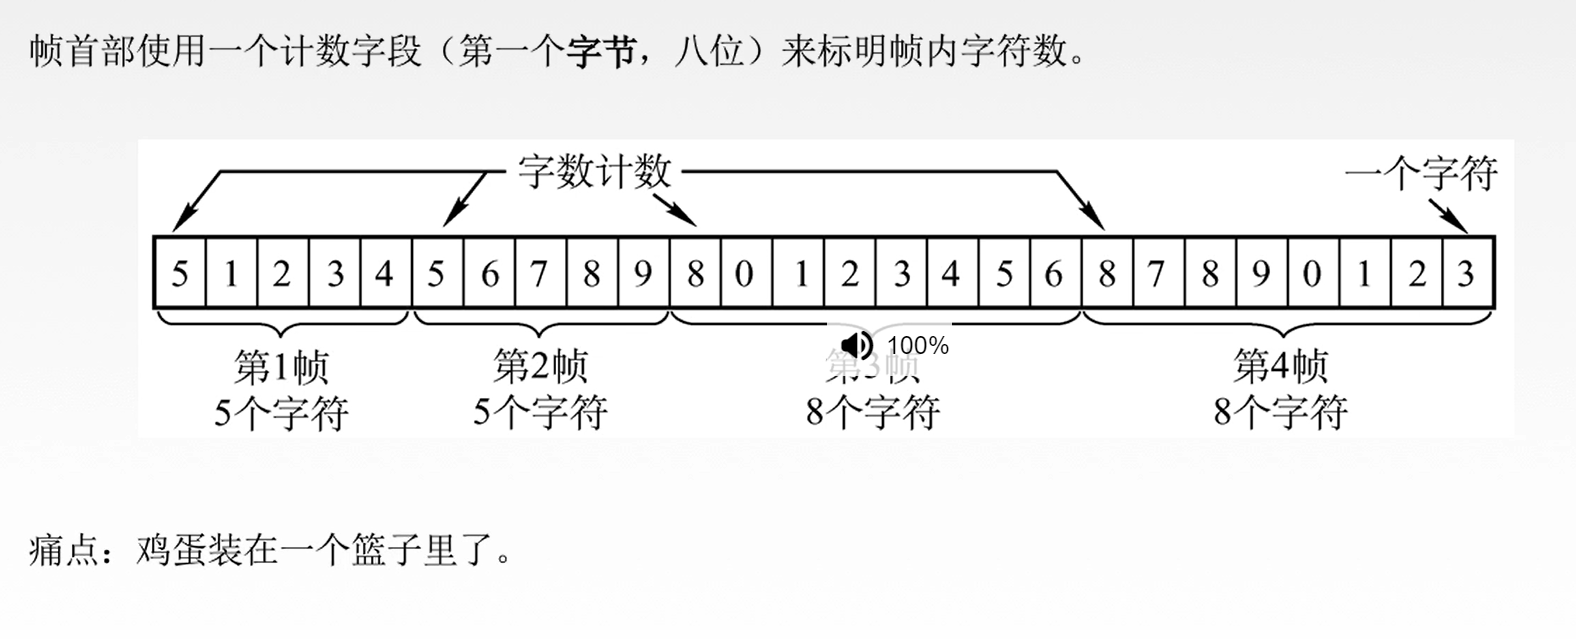 帧首部使用一个计数字段（第一个字节，八位）来标明帧内字符数。
字数计数
一个字符
5 1 2 3 4 5 6 7 8 9 8 0 1 2 3 4 5 6 8 7 8 9 0 1 2 3
100%
第1帧 第2帧 第3帧 第4帧
5个字符 5个字符 8个字符 8个字符
痛点：鸡蛋装在一个篮子里了。